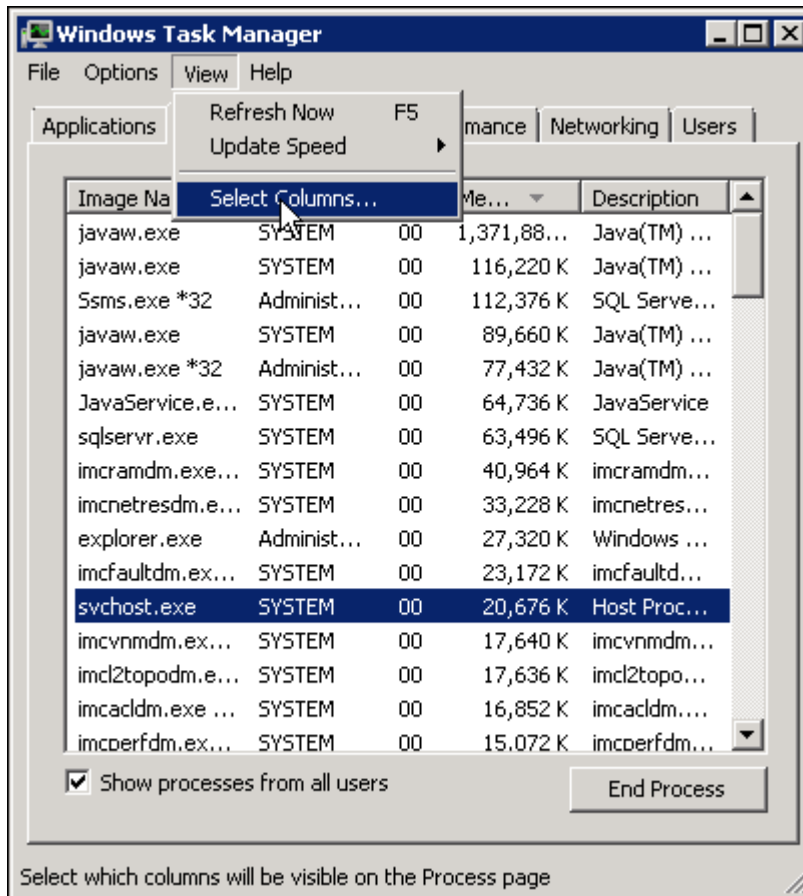 Windows Task Manager
File Options View Help
Refresh Now F5
Update Speed
Select Columns...
Applications mance Networking Users
Image Na Me... Description
javaw.exe SYSTEM 00 1,371,88... Java(TM) ...
javaw.exe SYSTEM 00 116,220 K Java(TM) ...
Ssms.exe *32 Administ... 00 112,376 K SQL Serve...
javaw.exe SYSTEM 00 89,660 K Java(TM) ...
javaw.exe *32 Administ... 00 77,432 K Java(TM) ...
JavaService.e... SYSTEM 00 64,736 K JavaService
sqlservr.exe SYSTEM 00 63,496 K SQL Serve...
imcramdm.exe... SYSTEM 00 40,964 K imcramdm...
imcnetresdm.e... SYSTEM 00 33,228 K imcnetres...
explorer.exe Administ... 00 27,320 K Windows ...
imcfaultdm.ex... SYSTEM 00 23,172 K imcfaultd...
svchost.exe SYSTEM 00 20,676 K Host Proc...
imcvnmdm.ex... SYSTEM 00 17,640 K imcvnmdm...
imcl2topodm.e... SYSTEM 00 17,636 K imcl2topo...
imcacldm.exe ... SYSTEM 00 16,852 K imcacldm....
imcperfdm.ex... SYSTEM 00 15,072 K imcperfdm...
Show processes from all users
End Process
Select which columns will be visible on the Process page